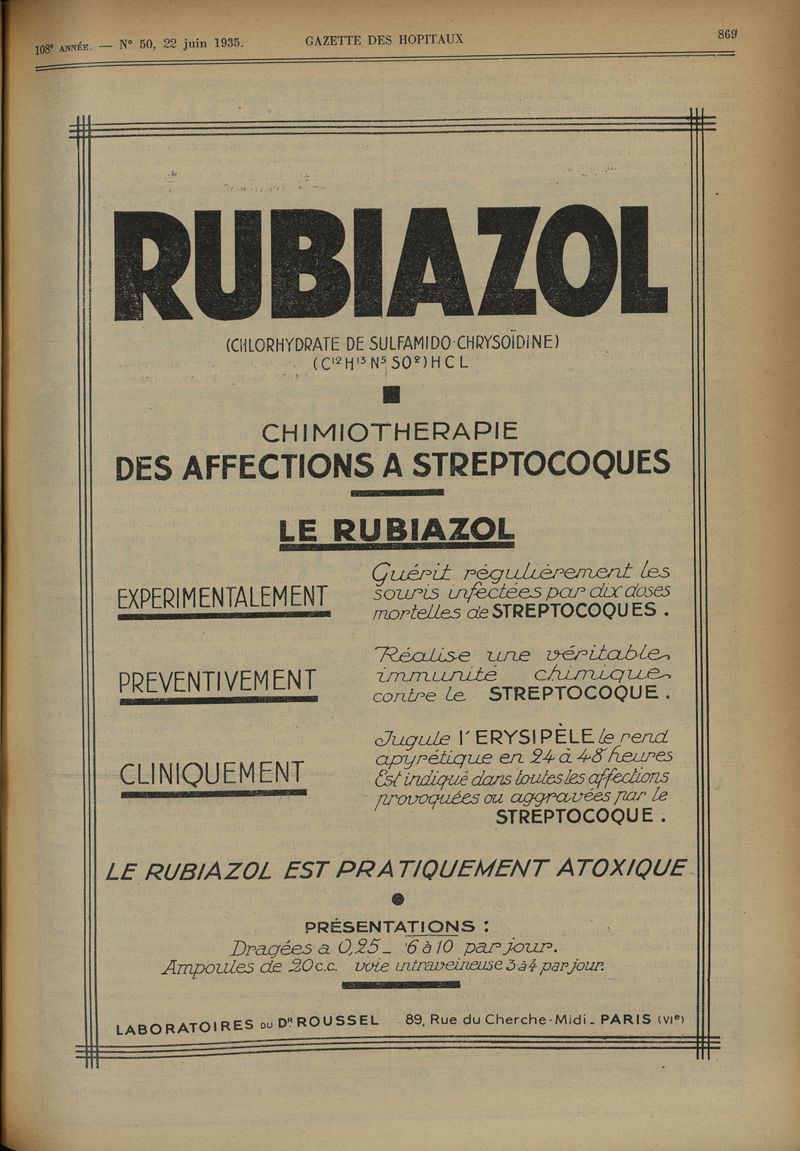 108e ANNÉE. — N° 50, 22 juin 1935. GAZETTE DES HOPITAUX 869
RUBIAZOL
(CHLORHYDRATE DE SULFAMIDO-CHRYSOÏDINE)
(C¹²H¹³N⁵SO²)HCL
CHIMIOTHERAPIE
DES AFFECTIONS A STREPTOCOQUES
LE RUBIAZOL
EXPERIMENTALEMENT
Guérit régulièrement les
souris infectées par dix doses
mortelles de STREPTOCOQUES.
PREVENTIVEMENT
Réalise une véritable
immunité chimique
contre le STREPTOCOQUE.
CLINIQUEMENT
Jugule l'ERYSIPÈLE le rend
apyrétique en 24 à 48 heures
Est indiqué dans toutes les affections
provoquées ou aggravées par le
STREPTOCOQUE.
LE RUBIAZOL EST PRATIQUEMENT ATOXIQUE
PRÉSENTATIONS :
Dragées a 0,25_ 6 à 10 par jour.
Ampoules de 20 c.c. voie intraveineuse 3 à 4 par jour.
LABORATOIRES DU DR ROUSSEL 89, Rue du Cherche-Midi_ PARIS (VIe)